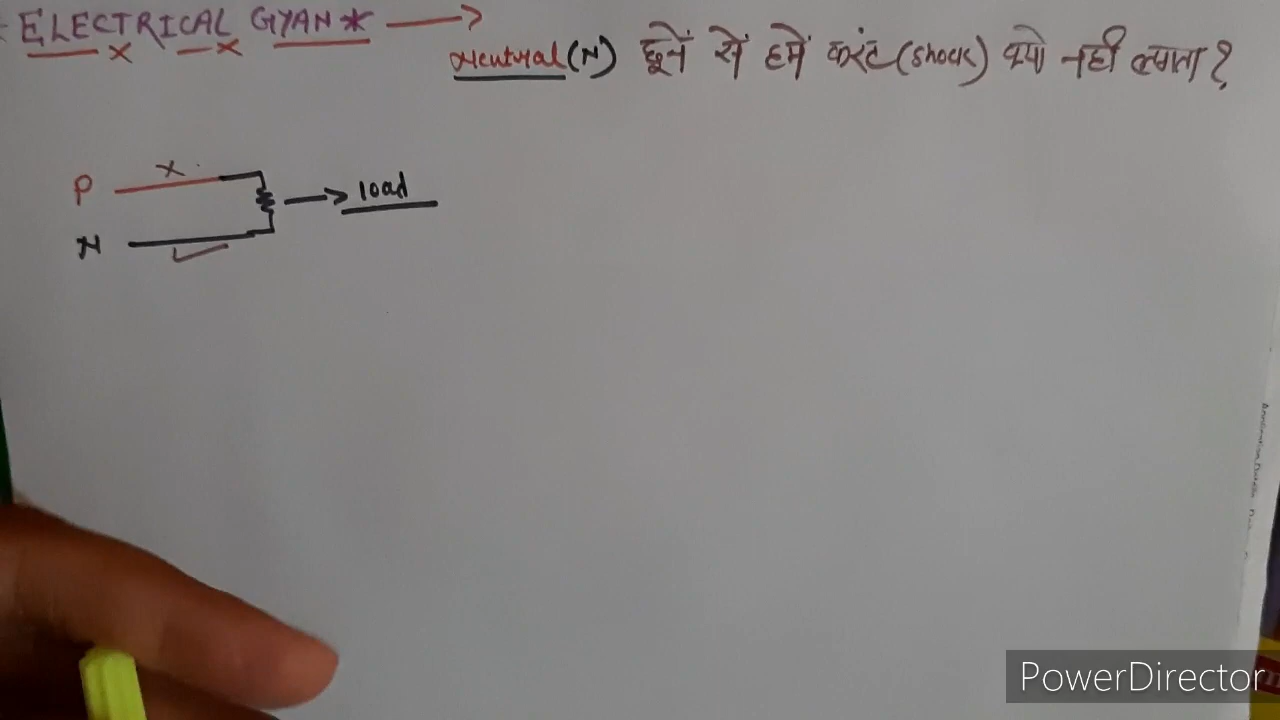 ELECTRICAL GYAN*
Neutral (N) छूनें सें हमें करंट (shock) क्यो नही लगता?
P
load
N
PowerDirector